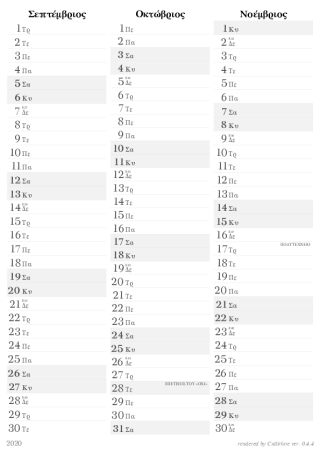 Σεπτέμβριος
1 Τρ
2 Τε
3 Πε
4 Πα
5 Σα
6 Κυ
7 Δε
8 Τρ
9 Τε
10 Πε
11 Πα
12 Σα
13 Κυ
14 Δε
15 Τρ
16 Τε
17 Πε
18 Πα
19 Σα
20 Κυ
21 Δε
22 Τρ
23 Τε
24 Πε
25 Πα
26 Σα
27 Κυ
28 Δε
29 Τρ
30 Τε
Οκτώβριος
1 Πε
2 Πα
3 Σα
4 Κυ
5 Δε
6 Τρ
7 Τε
8 Πε
9 Πα
10 Σα
11 Κυ
12 Δε
13 Τρ
14 Τε
15 Πε
16 Πα
17 Σα
18 Κυ
19 Δε
20 Τρ
21 Τε
22 Πε
23 Πα
24 Σα
25 Κυ
26 Δε
27 Τρ
28 Τε
29 Πε
30 Πα
31 Σα
Νοέμβριος
1 Κυ
2 Δε
3 Τρ
4 Τε
5 Πε
6 Πα
7 Σα
8 Κυ
9 Δε
10 Τρ
11 Τε
12 Πε
13 Πα
14 Σα
15 Κυ
16 Δε
17 Τρ
18 Τε
19 Πε
20 Πα
21 Σα
22 Κυ
23 Δε
24 Τρ
25 Τε
26 Πε
27 Πα
28 Σα
29 Κυ
30 Δε
2020
rendered by Calirhoe ver. 0.4.4